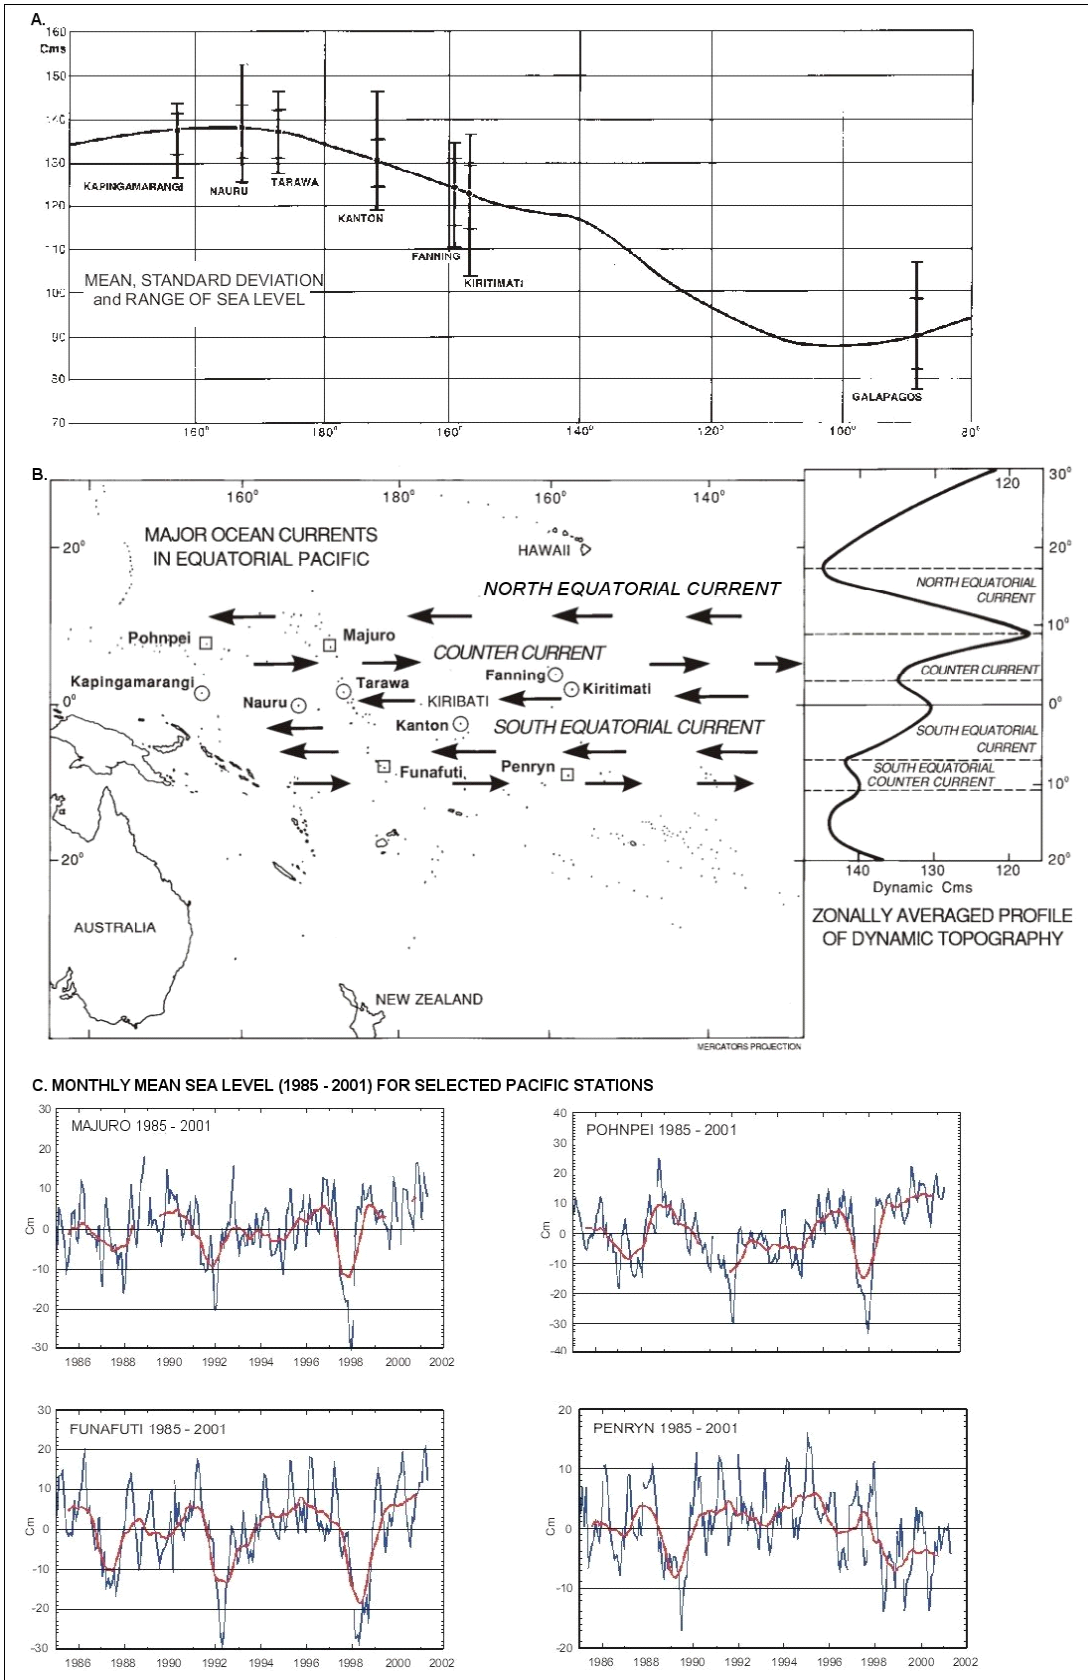 A.
160
Cms
150
140
130
120
110
100
90
80
70
KAPINGAMARANGI
NAURU
TARAWA
KANTON
FANNING
KIRITIMATI
GALAPAGOS
MEAN, STANDARD DEVIATION
and RANGE OF SEA LEVEL
160° 180° 160° 140° 120° 100° 80°
B.
160° 180° 160° 140°
MAJOR OCEAN CURRENTS
IN EQUATORIAL PACIFIC
20°
HAWAII
NORTH EQUATORIAL CURRENT
Pohnpei
Majuro
COUNTER CURRENT
Kapingamarangi
Tarawa
Fanning
Kiritimati
0°
Nauru
KIRIBATI
Kanton
SOUTH EQUATORIAL CURRENT
Funafuti
Penryn
20°
AUSTRALIA
NEW ZEALAND
MERCATORS PROJECTION
120
30°
20°
NORTH EQUATORIAL
CURRENT
10°
COUNTER CURRENT
0°
SOUTH EQUATORIAL
CURRENT
SOUTH EQUATORIAL
COUNTER CURRENT
10°
20°
140 130 120
Dynamic Cms
ZONALLY AVERAGED PROFILE
OF DYNAMIC TOPOGRAPHY
C. MONTHLY MEAN SEA LEVEL (1985 - 2001) FOR SELECTED PACIFIC STATIONS
MAJURO 1985 - 2001
30
20
10
0
-10
-20
-30
Cm
1986 1988 1990 1992 1994 1996 1998 2000 2002
POHNPEI 1985 - 2001
40
30
20
10
0
-10
-20
-30
-40
Cm
FUNAFUTI 1985 - 2001
30
20
10
0
-10
-20
-30
Cm
1986 1988 1990 1992 1994 1996 1998 2000 2002
PENRYN 1985 - 2001
20
10
0
-10
-20
Cm
1986 1988 1990 1992 1994 1996 1998 2000 2002